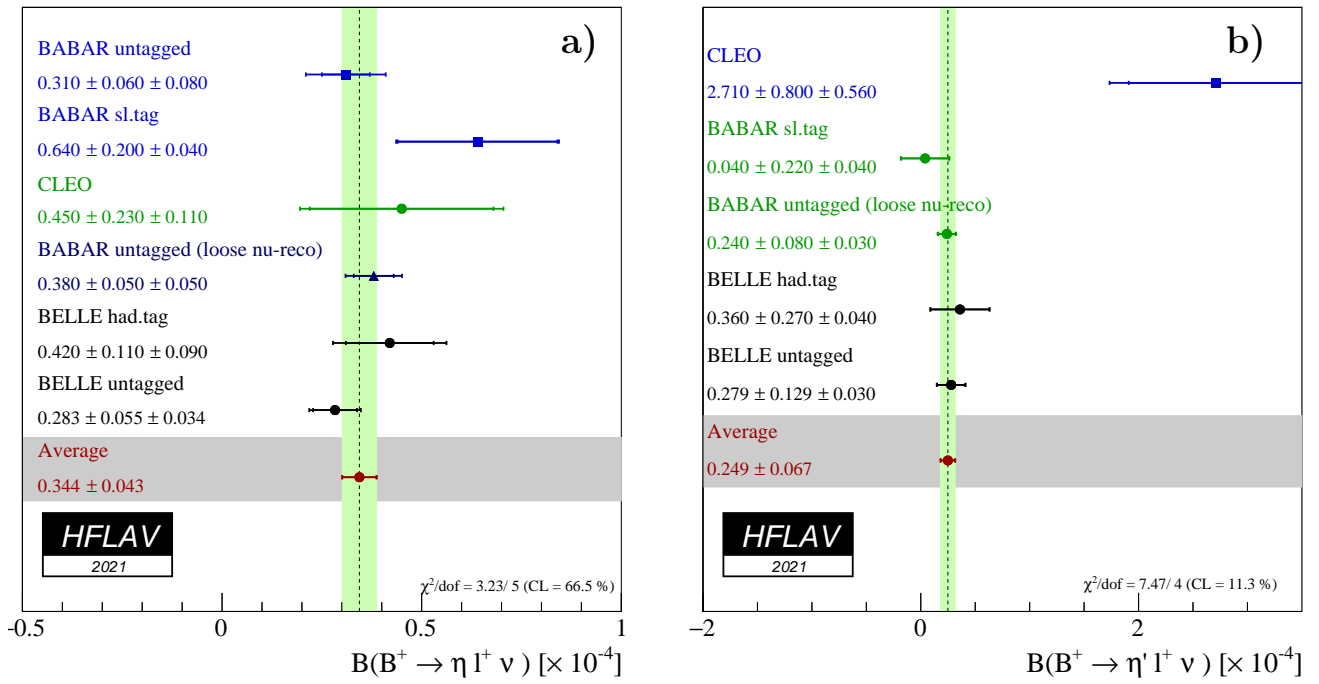 a)
BABAR untagged
0.310 ± 0.060 ± 0.080
BABAR sl.tag
0.640 ± 0.200 ± 0.040
CLEO
0.450 ± 0.230 ± 0.110
BABAR untagged (loose nu-reco)
0.380 ± 0.050 ± 0.050
BELLE had.tag
0.420 ± 0.110 ± 0.090
BELLE untagged
0.283 ± 0.055 ± 0.034
Average
0.344 ± 0.043
HFLAV
2021
χ²/dof = 3.23/ 5 (CL = 66.5 %)
-0.5 0 0.5 1
B(B⁺ → η l⁺ ν ) [× 10⁻⁴]
b)
CLEO
2.710 ± 0.800 ± 0.560
BABAR sl.tag
0.040 ± 0.220 ± 0.040
BABAR untagged (loose nu-reco)
0.240 ± 0.080 ± 0.030
BELLE had.tag
0.360 ± 0.270 ± 0.040
BELLE untagged
0.279 ± 0.129 ± 0.030
Average
0.249 ± 0.067
HFLAV
2021
χ²/dof = 7.47/ 4 (CL = 11.3 %)
−2 0 2
B(B⁺ → η' l⁺ ν ) [× 10⁻⁴]